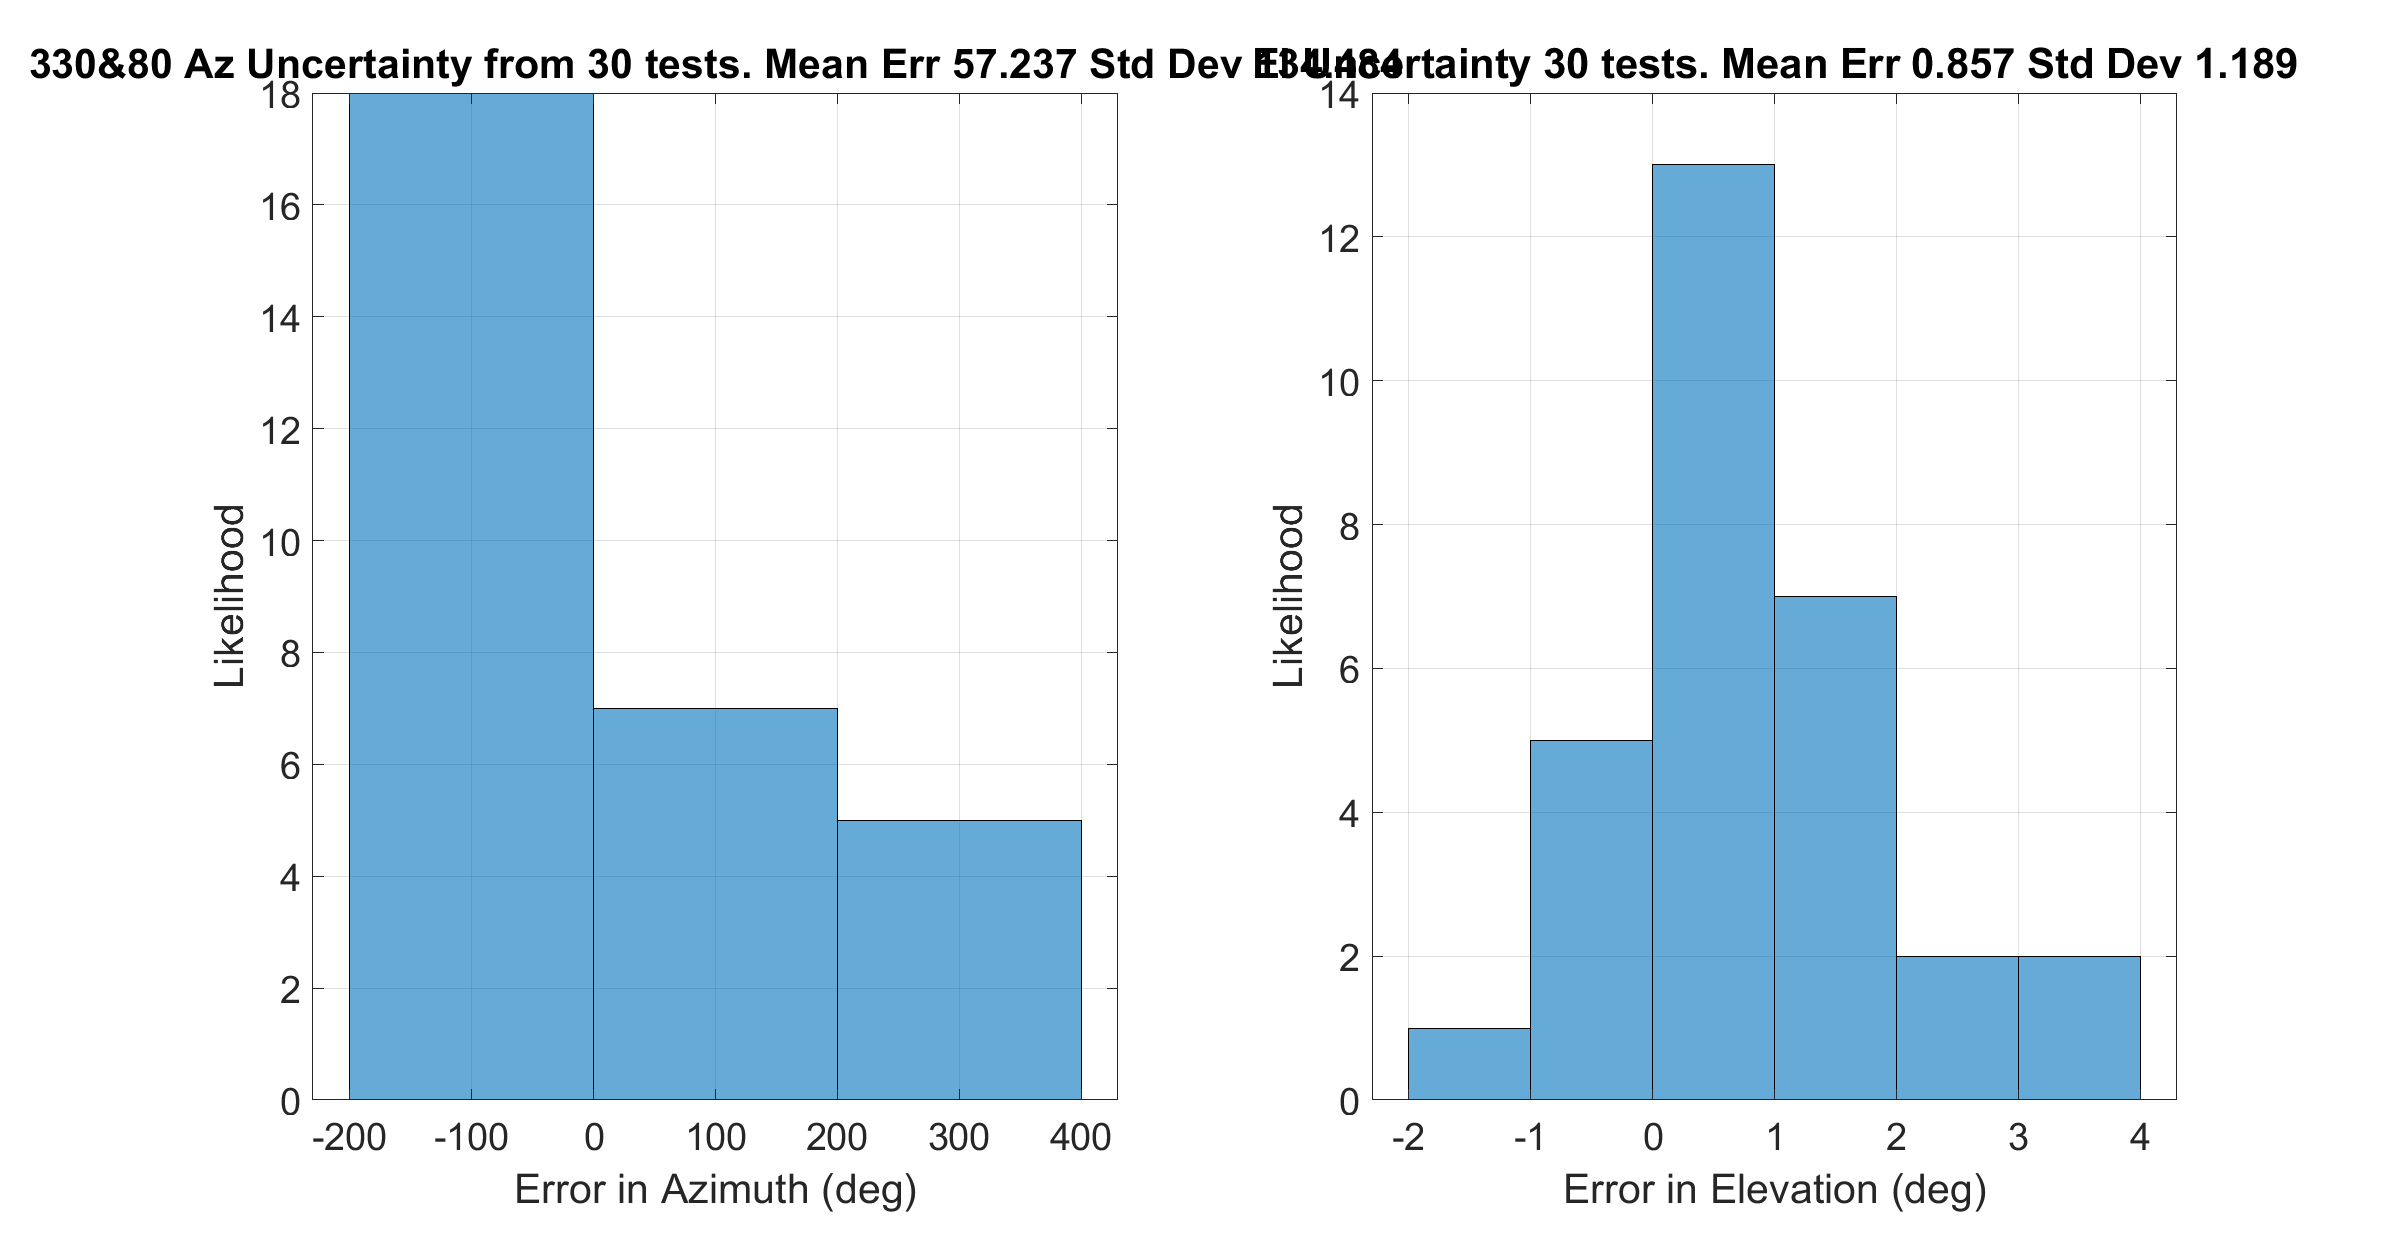 330&80 Az Uncertainty from 30 tests. Mean Err 57.237 Std Dev 134.484
El Uncertainty 30 tests. Mean Err 0.857 Std Dev 1.189
18
16
14
12
10
8
6
4
2
0
Likelihood
-200 -100 0 100 200 300 400
Error in Azimuth (deg)
14
12
10
8
6
4
2
0
Likelihood
-2 -1 0 1 2 3 4
Error in Elevation (deg)